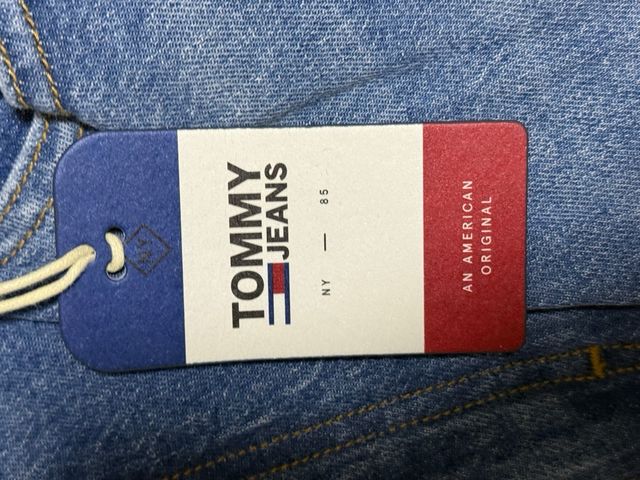 TOMMY
JEANS
NY — 85
AN AMERICAN
ORIGINAL